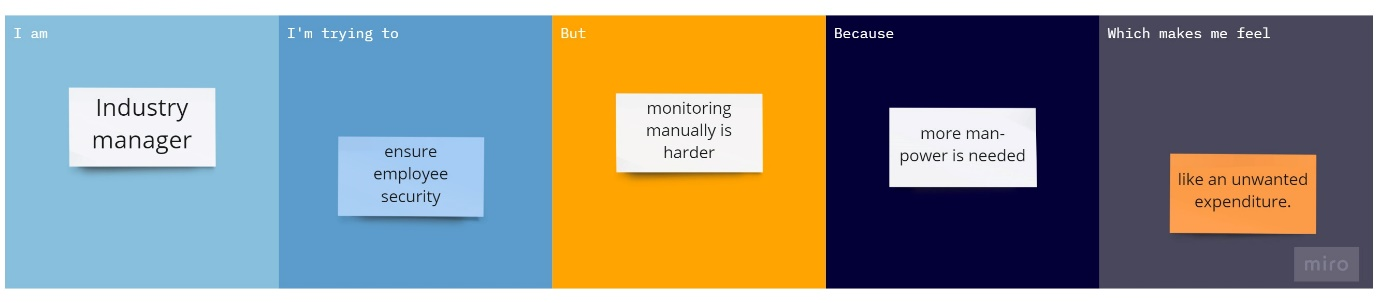 I am
Industry
manager
I'm trying to
ensure
employee
security
But
monitoring
manually is
harder
Because
more man-
power is needed
Which makes me feel
like an unwanted
expenditure.
miro